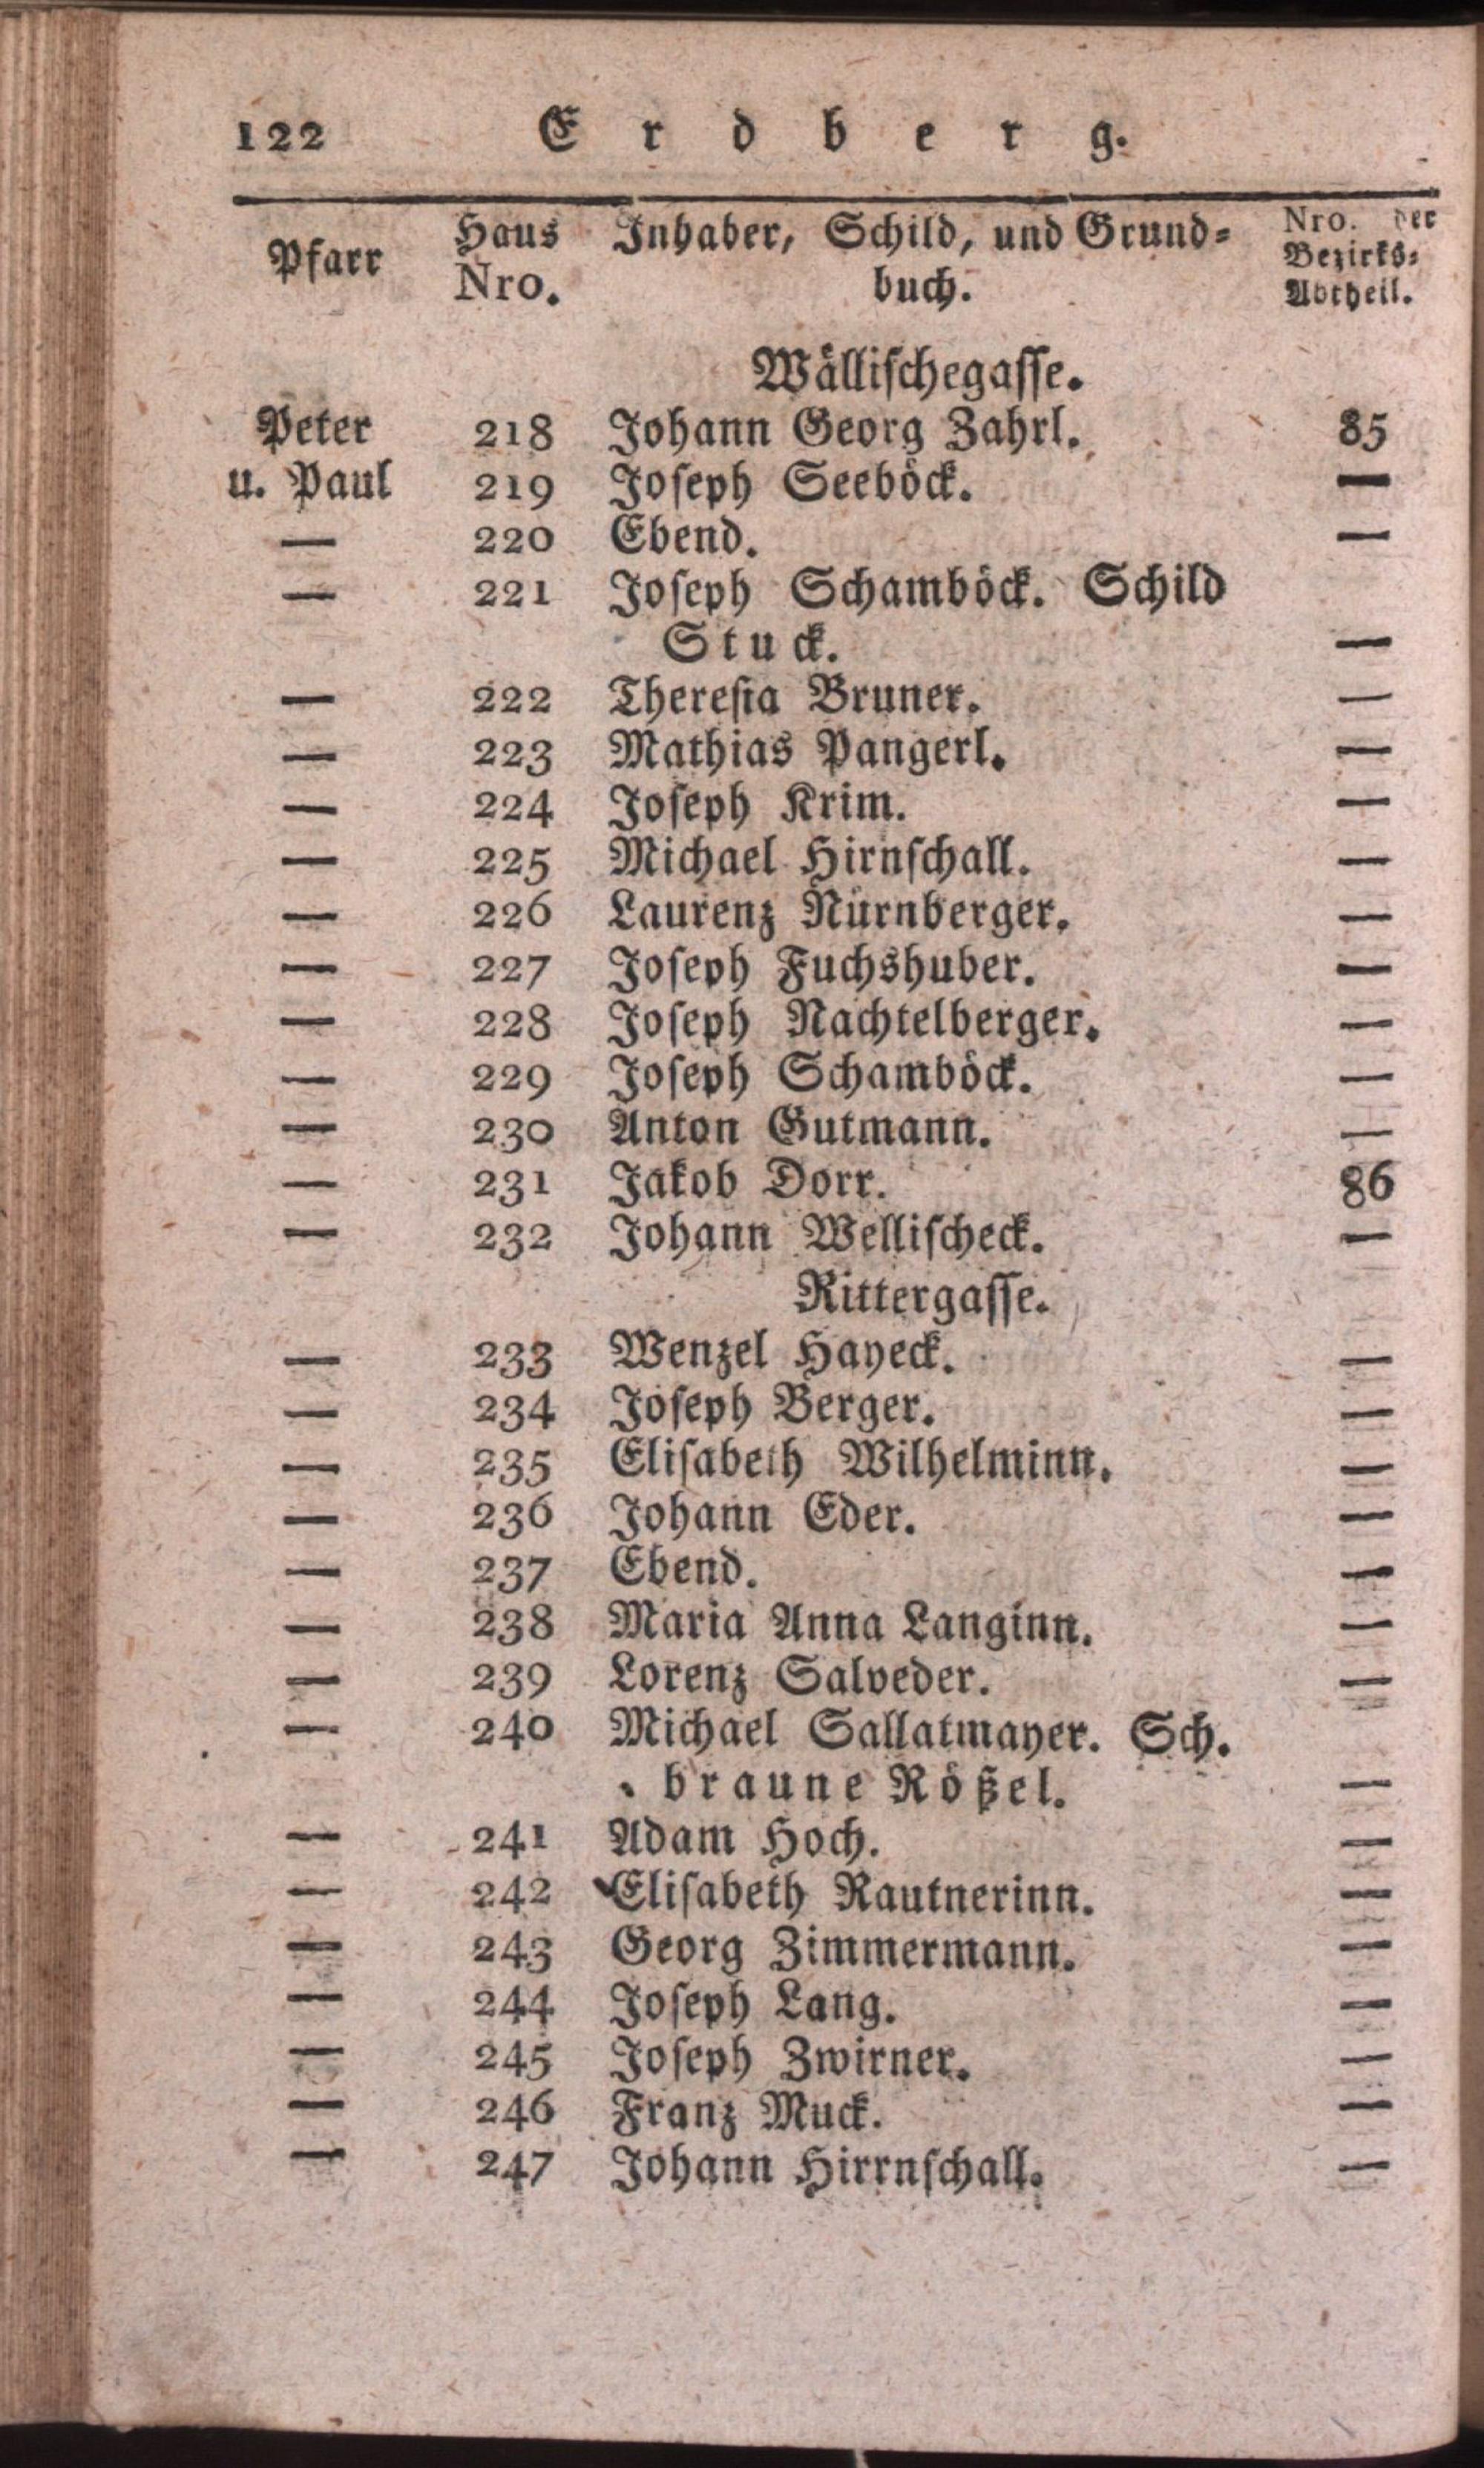 122 Erdberg.
Pfarr Haus Nro. Inhaber, Schild, und Grund= buch. Nro. der Bezirks= Abtheil.
Wällischegasse.
Peter 218 Johann Georg Zahrl. 85
u. Paul 219 Joseph Seeböck. —
— 220 Ebend. —
— 221 Joseph Schamböck. Schild
Stuck. —
— 222 Theresia Bruner. —
— 223 Mathias Pangerl. —
— 224 Joseph Krim. —
— 225 Michael Hirnschall. —
— 226 Laurenz Nürnberger. —
— 227 Joseph Fuchshuber. —
— 228 Joseph Nachtelberger. —
— 229 Joseph Schamböck. —
— 230 Anton Gutmann. —
— 231 Jakob Dorr. 86
— 232 Johann Wellischeck. —
Rittergasse.
— 233 Wenzel Hayeck. —
— 234 Joseph Berger. —
— 235 Elisabeth Wilhelminn. —
— 236 Johann Eder. —
— 237 Ebend. —
— 238 Maria Anna Langinn. —
— 239 Lorenz Salveder. —
— 240 Michael Sallatmayer. Sch.
braune Rößel. —
— 241 Adam Hoch. —
— 242 Elisabeth Rautnerinn. —
— 243 Georg Zimmermann. —
— 244 Joseph Lang. —
— 245 Joseph Zwirner. —
— 246 Franz Muck. —
— 247 Johann Hirrnschall. —